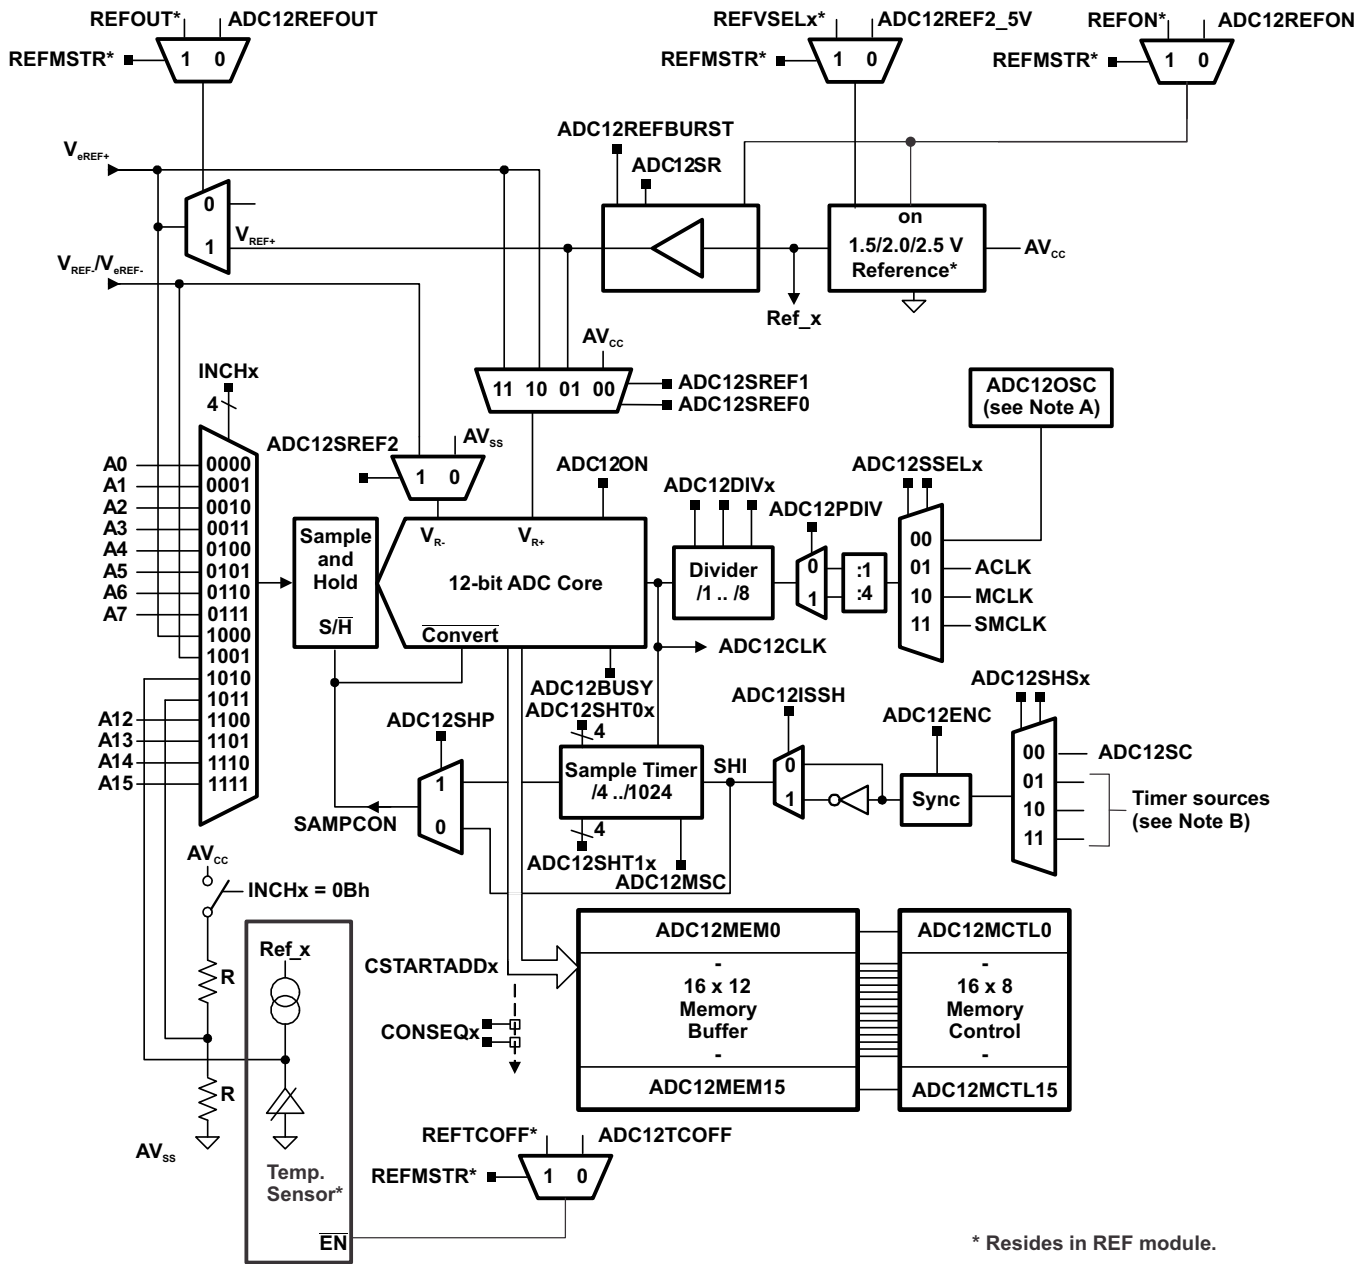 REFOUT* ADC12REFOUT
REFMSTR* 1 0
REFVSELx* ADC12REF2_5V
REFMSTR* 1 0
REFON* ADC12REFON
REFMSTR* 1 0
ADC12REFBURST
ADC12SR
VeREF+
0
1
VREF+
VREF-/VeREF-
on
1.5/2.0/2.5 V
Reference*
AVCC
Ref_x
AVCC
11 10 01 00
ADC12SREF1
ADC12SREF0
INCHx
4
ADC12SREF2
AVSS
1 0
ADC12ON
ADC12OSC
(see Note A)
A0 0000
A1 0001
A2 0010
A3 0011
A4 0100
A5 0101
A6 0110
A7 0111
1000
1001
1010
1011
A12 1100
A13 1101
A14 1110
A15 1111
Sample
and
Hold
S/H
VR-
VR+
12-bit ADC Core
Convert
ADC12DIVx
Divider
/1 .. /8
ADC12PDIV
0
1
:1
:4
ADC12SSELx
00
01 ACLK
10 MCLK
11 SMCLK
ADC12CLK
ADC12BUSY
ADC12SHT0x
4
ADC12SHP
1
0
SAMPCON
Sample Timer
/4 ../1024
4
ADC12SHT1x
ADC12MSC
SHI
ADC12ISSH
0
1
ADC12ENC
Sync
ADC12SHSx
00 ADC12SC
01
10
11
Timer sources
(see Note B)
AVCC
INCHx = 0Bh
R
R
AVSS
Ref_x
Temp.
Sensor*
EN
CSTARTADDx
CONSEQx
ADC12MEM0
-
16 x 12
Memory
Buffer
-
ADC12MEM15
ADC12MCTL0
-
16 x 8
Memory
Control
-
ADC12MCTL15
REFTCOFF* ADC12TCOFF
REFMSTR* 1 0
* Resides in REF module.